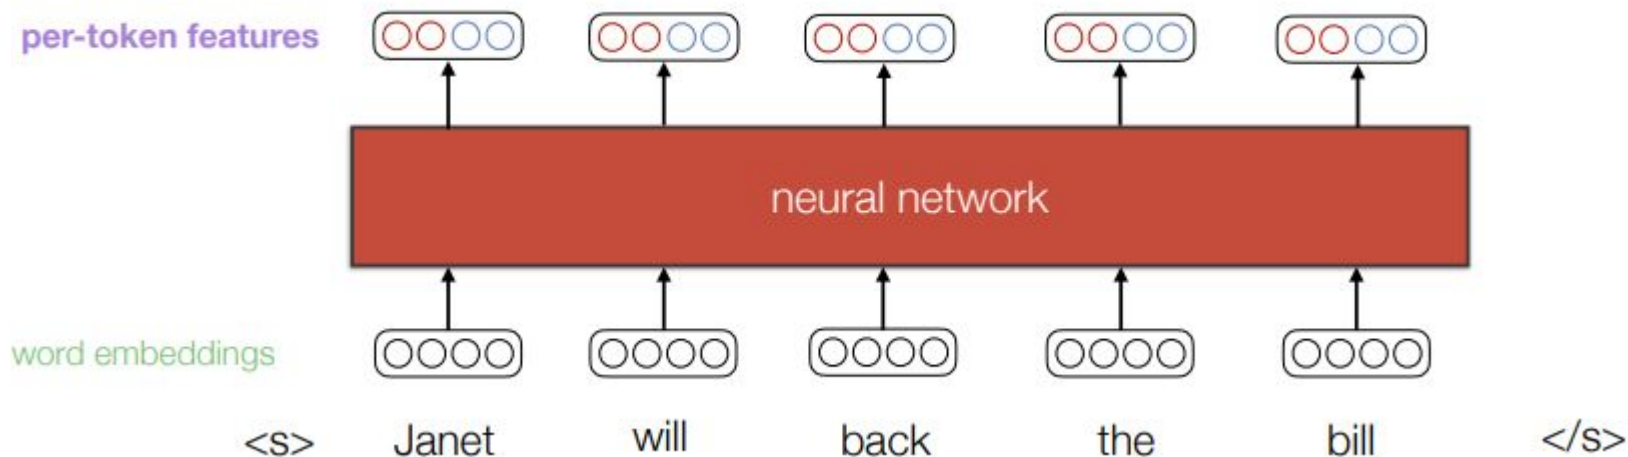 per-token features
neural network
word embeddings
<s> Janet will back the bill </s>